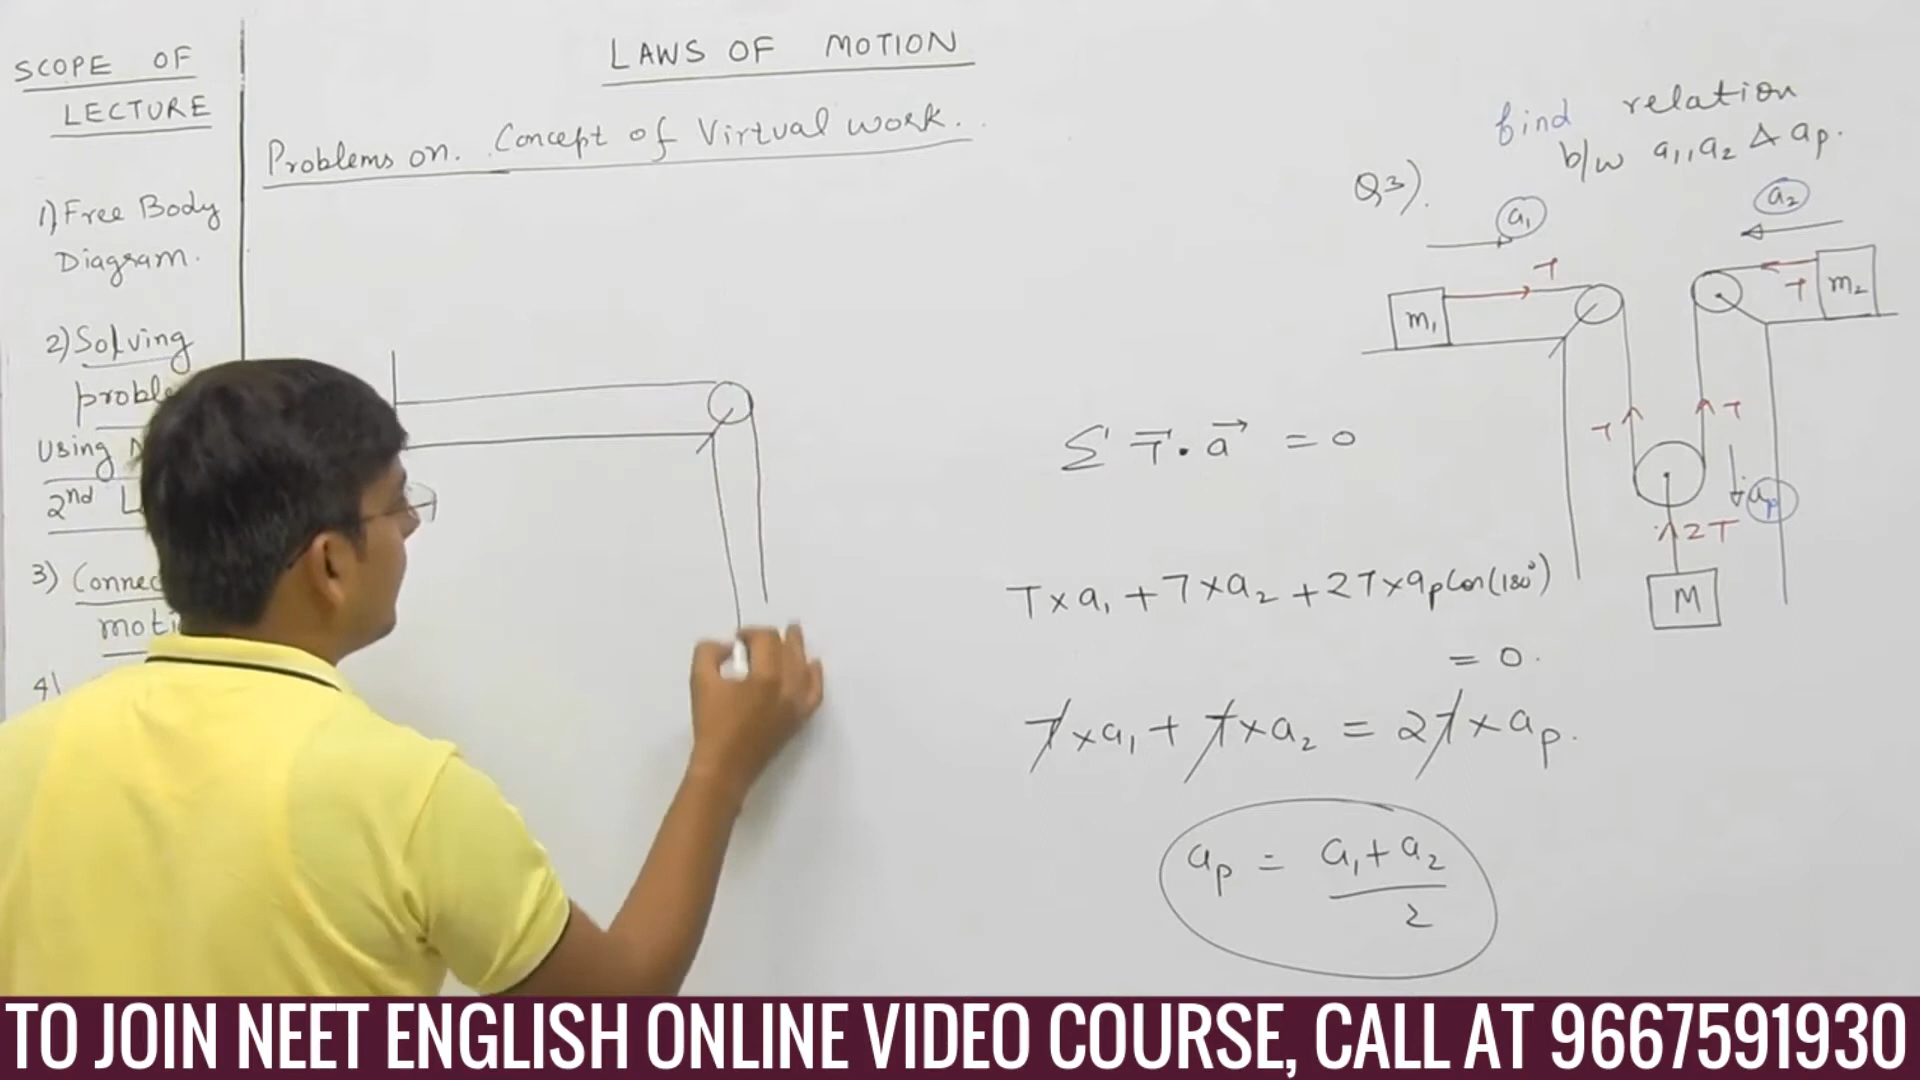 SCOPE OF
LECTURE
1) Free Body
Diagram.
2) Solving
Using
2nd
3)
4)
LAWS OF MOTION
Problems on. Concept of Virtual work.
find relation
b/w a₁, a₂ & aₚ.
Q3).
a₁
a₂
T
T
m₁
m₂
T
T
aₚ
2T
M
Σ T⃗ · a⃗ = 0
T×a₁ + T×a₂ + 2T×aₚ Cos(180°)
= 0.
T×a₁ + T×a₂ = 2T×aₚ.
aₚ = a₁+a₂
2
TO JOIN NEET ENGLISH ONLINE VIDEO COURSE, CALL AT 9667591930